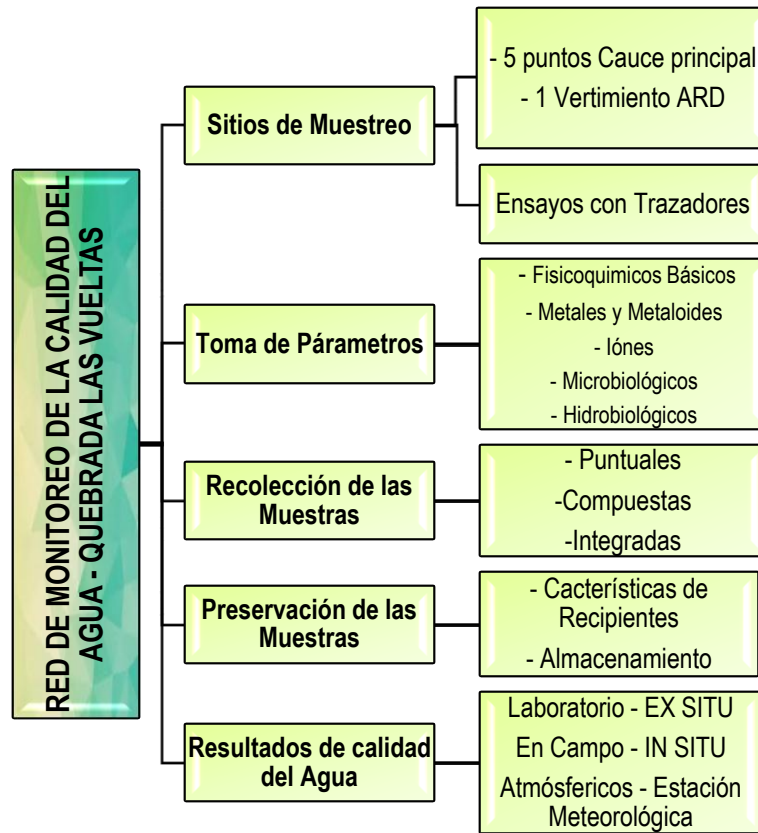 RED DE MONITOREO DE LA CALIDAD DEL
AGUA - QUEBRADA LAS VUELTAS
Sitios de Muestreo
- 5 puntos Cauce principal
- 1 Vertimiento ARD
Ensayos con Trazadores
Toma de Párametros
- Fisicoquimicos Básicos
- Metales y Metaloides
- Iónes
- Microbiológicos
- Hidrobiológicos
Recolección de las
Muestras
- Puntuales
-Compuestas
-Integradas
Preservación de las
Muestras
- Cacterísticas de
Recipientes
- Almacenamiento
Resultados de calidad
del Agua
Laboratorio - EX SITU
En Campo - IN SITU
Atmósfericos - Estación
Meteorológica